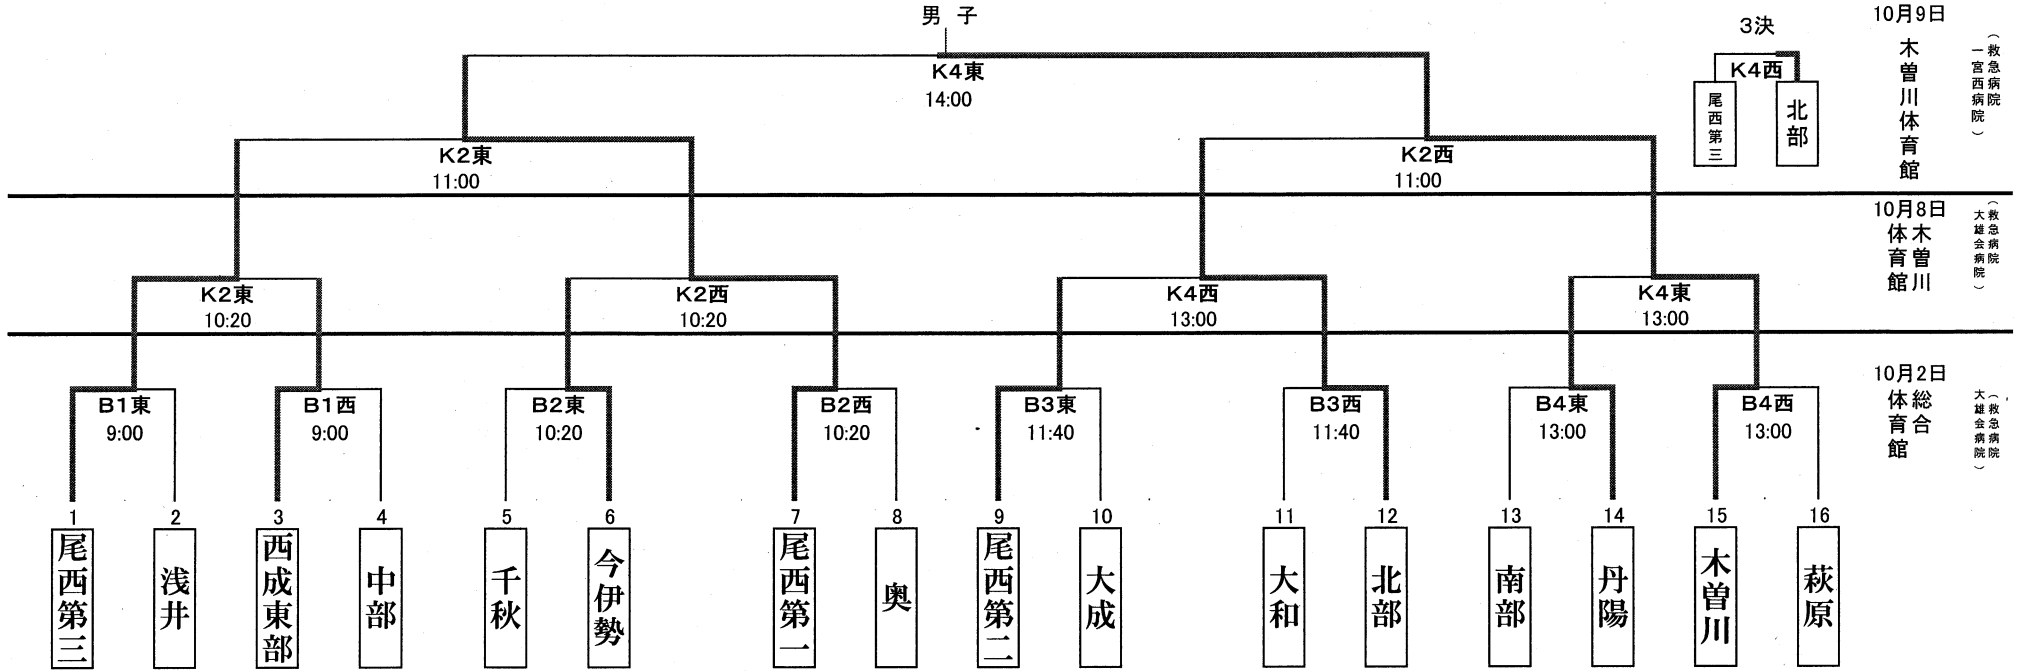 男 子
K4東
14:00
3決
K4西
尾西第三
北部
10月9日
木曽川体育館
(救急病院
一宮西病院)
K2東
11:00
K2西
11:00
10月8日
木曽川
体育館
(救急病院
大雄会病院)
K2東
10:20
K2西
10:20
K4西
13:00
K4東
13:00
10月2日
総合
体育館
(救急病院
大雄会病院)
B1東
9:00
B1西
9:00
B2東
10:20
B2西
10:20
B3東
11:40
B3西
11:40
B4東
13:00
B4西
13:00
1
尾西第三
2
浅井
3
西成東部
4
中部
5
千秋
6
今伊勢
7
尾西第一
8
奥
9
尾西第二
10
大成
11
大和
12
北部
13
南部
14
丹陽
15
木曽川
16
萩原